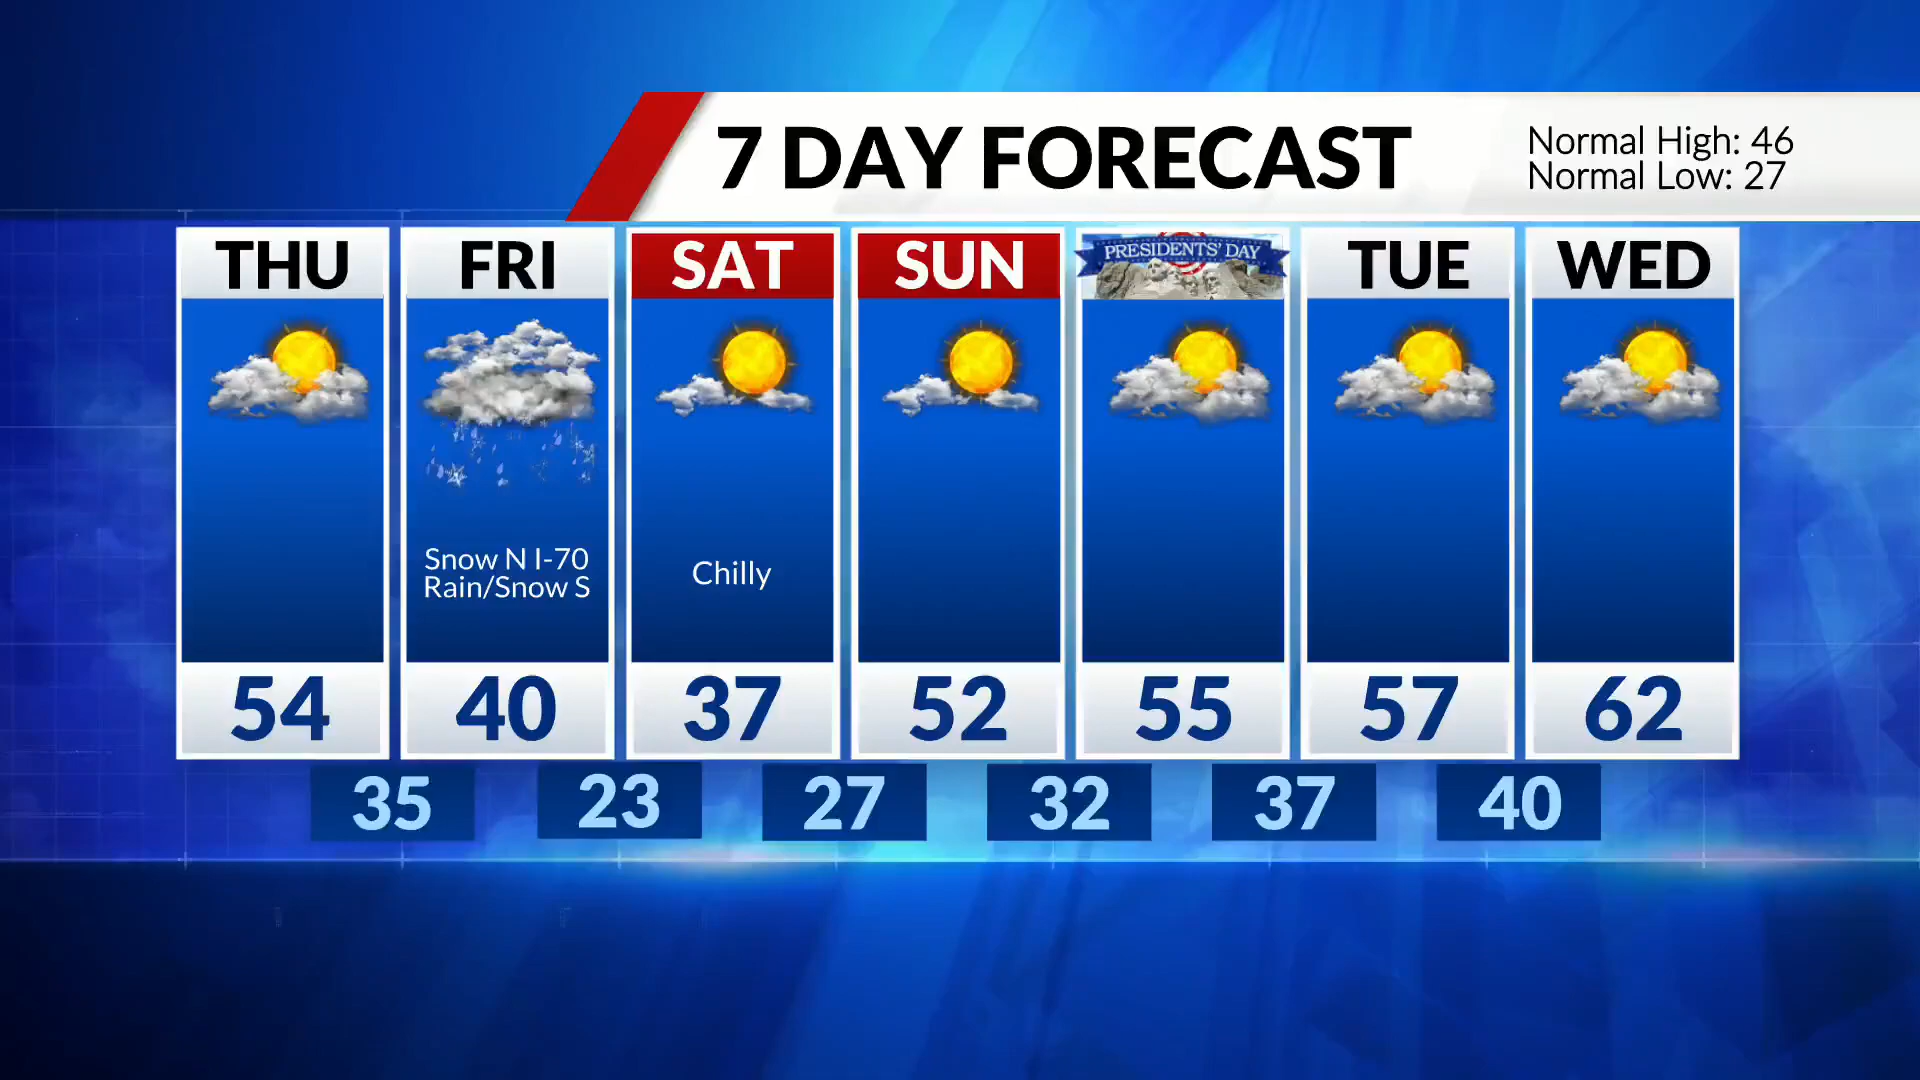 7 DAY FORECAST
Normal High: 46
Normal Low: 27
THU
FRI
SAT
SUN
PRESIDENTS' DAY
TUE
WED
Snow N I-70
Rain/Snow S
Chilly
54
40
37
52
55
57
62
35
23
27
32
37
40